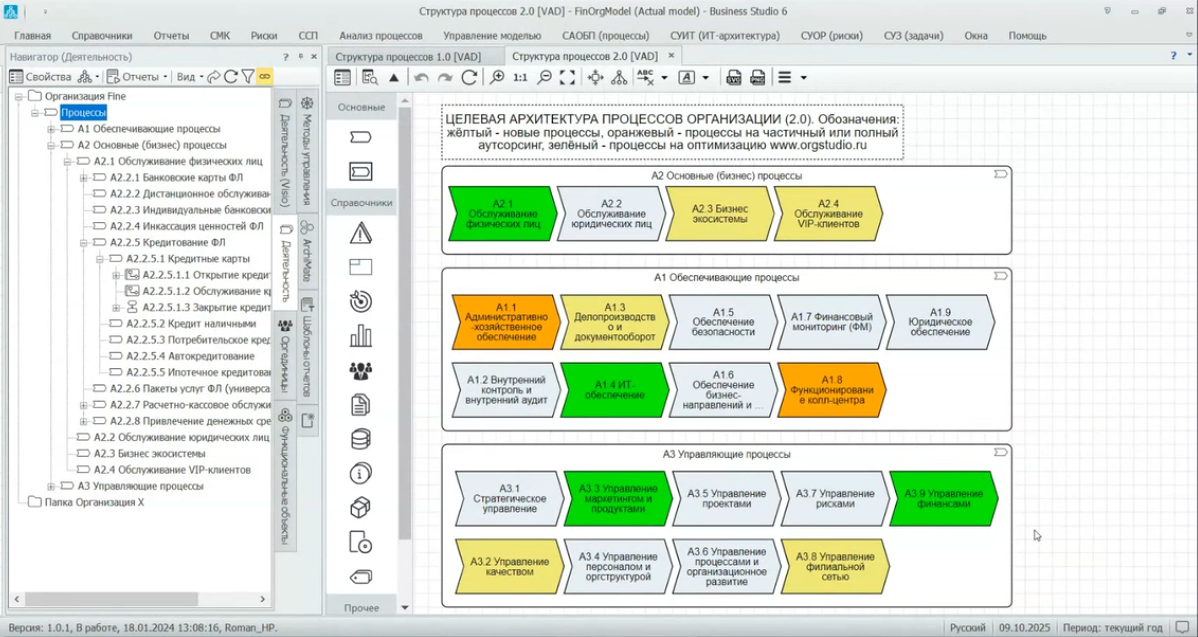 Структура процессов 2.0 [VAD] - FinOrgModel (Actual model) - Business Studio 6
Главная Справочники Отчеты СМК Риски ССП Анализ процессов Управление моделью САОБП (процессы) СУИТ (ИТ-архитектура) СУОР (риски) СУЗ (задачи) Окна Помощь
Навигатор (Деятельность)
Структура процессов 1.0 [VAD] Структура процессов 2.0 [VAD]
Свойства Отчеты Вид
1:1
ABC
A
SVG
PNG
Организация Fine
Процессы
A1 Обеспечивающие процессы
A2 Основные (бизнес) процессы
A2.1 Обслуживание физических лиц
A2.2.1 Банковские карты ФЛ
A2.2.2 Дистанционное обслужива
A2.2.3 Индивидуальные банковски
A2.2.4 Инкассация ценностей ФЛ
A2.2.5 Кредитование ФЛ
A2.2.5.1 Кредитные карты
A2.2.5.1.1 Открытие креди
A2.2.5.1.2 Обслуживание к
A2.2.5.1.3 Закрытие кредит
A2.2.5.2 Кредит наличными
A2.2.5.3 Потребительское кред
A2.2.5.4 Автокредитование
A2.2.5.5 Ипотечное кредитова
A2.2.6 Пакеты услуг ФЛ (универса
A2.2.7 Расчетно-кассовое обслужи
A2.2.8 Привлечение денежных сре
A2.2 Обслуживание юридических лиц
A2.3 Бизнес экосистемы
A2.4 Обслуживание VIP-клиентов
A3 Управляющие процессы
Папка Организация X
Деятельность (Visio)
Деятельность
Оргединицы
Функциональные объекты
Методы управления
ArchiMate
Шаблоны отчетов
Основные
Справочники
Прочее
ЦЕЛЕВАЯ АРХИТЕКТУРА ПРОЦЕССОВ ОРГАНИЗАЦИИ (2.0). Обозначения:
жёлтый - новые процессы, оранжевый - процессы на частичный или полный
аутсорсинг, зелёный - процессы на оптимизацию www.orgstudio.ru
A2 Основные (бизнес) процессы
A2.1
Обслуживание
физических лиц
A2.2
Обслуживание
юридических лиц
A2.3 Бизнес
экосистемы
A2.4
Обслуживание
VIP-клиентов
A1 Обеспечивающие процессы
A1.1
Административно
-хозяйственное
обеспечение
A1.3
Делопроизводств
о и
документооборот
A1.5
Обеспечение
безопасности
A1.7 Финансовый
мониторинг (ФМ)
A1.9
Юридическое
обеспечение
A1.2 Внутренний
контроль и
внутренний аудит
A1.4 ИТ-
обеспечение
A1.6
Обеспечение
бизнес-
направлений и ...
A1.8
Функционировани
е колл-центра
A3 Управляющие процессы
A3.1
Стратегическое
управление
A3.3 Управление
маркетингом и
продуктами
A3.5 Управление
проектами
A3.7 Управление
рисками
A3.9 Управление
финансами
A3.2 Управление
качеством
A3.4 Управление
персоналом и
оргструктурой
A3.6 Управление
процессами и
организационное
развитие
A3.8 Управление
филиальной
сетью
Версия: 1.0.1, В работе, 18.01.2024 13:08:16, Roman_HP. Русский 09.10.2025 Период: текущий год